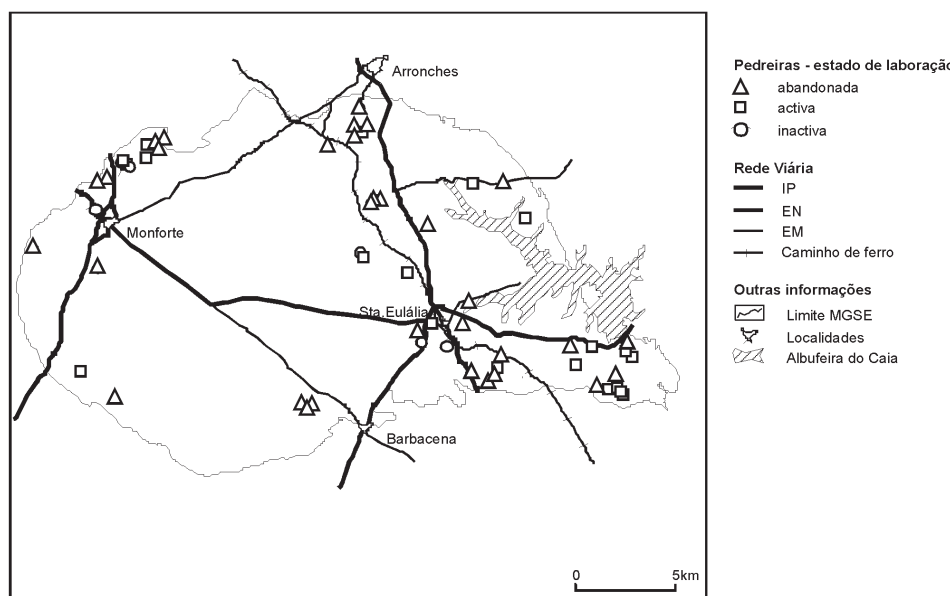 Arronches
Monforte
Sta.Eulália
Barbacena
0 5km
Pedreiras - estado de laboração
abandonada
activa
inactiva
Rede Viária
IP
EN
EM
Caminho de ferro
Outras informações
Limite MGSE
Localidades
Albufeira do Caia